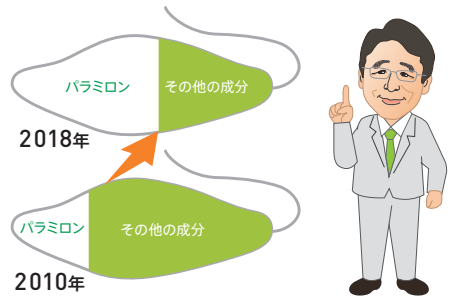 パラミロン
その他の成分
2018年
パラミロン
その他の成分
2010年